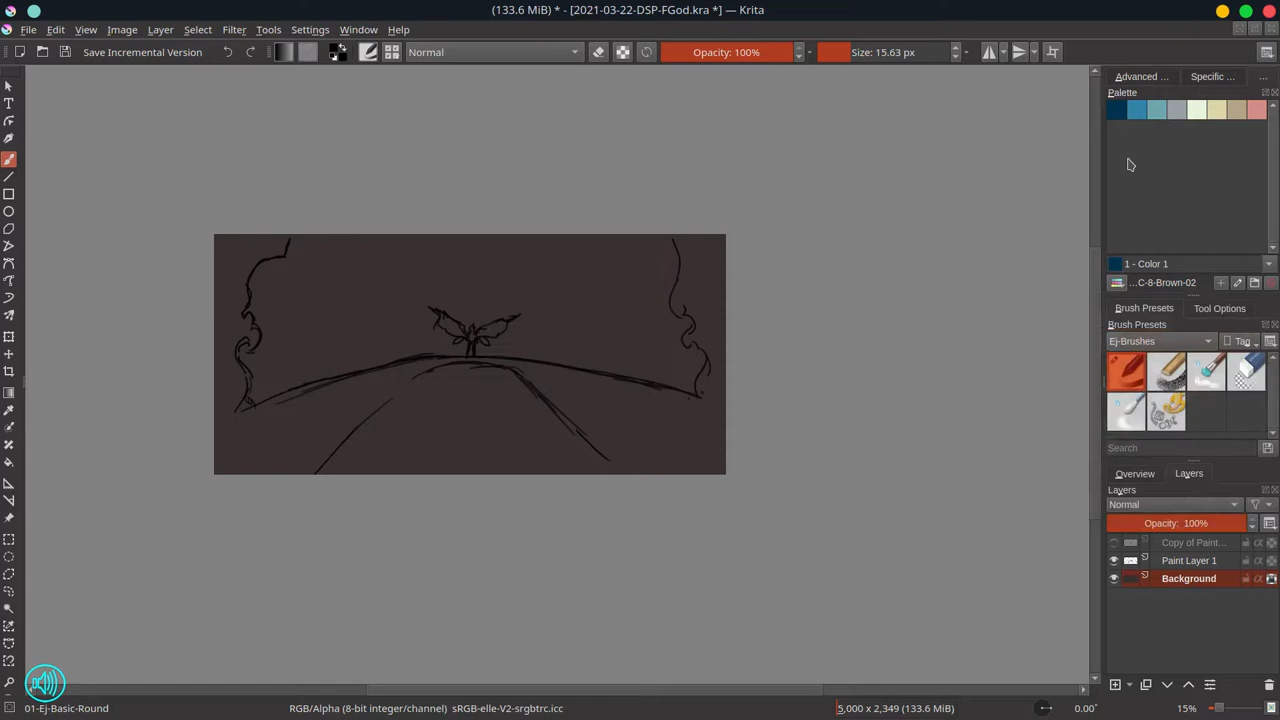 (133.6 MiB) * - [2021-03-22-DSP-FGod.kra *] — Krita
File Edit View Image Layer Select Filter Tools Settings Window Help
Save Incremental Version Normal Opacity: 100% Size: 15.63 px
Advanced ... Specific ... ...
Palette
1 - Color 1
...C-8-Brown-02
Brush Presets Tool Options
Brush Presets
Ej-Brushes Tag
Search
Overview Layers
Layers
Normal
Opacity: 100%
Copy of Paint...
Paint Layer 1
Background
01-Ej-Basic-Round RGB/Alpha (8-bit integer/channel) sRGB-elle-V2-srgbtrc.icc 5,000 x 2,349 (133.6 MiB) 0.00° 15%